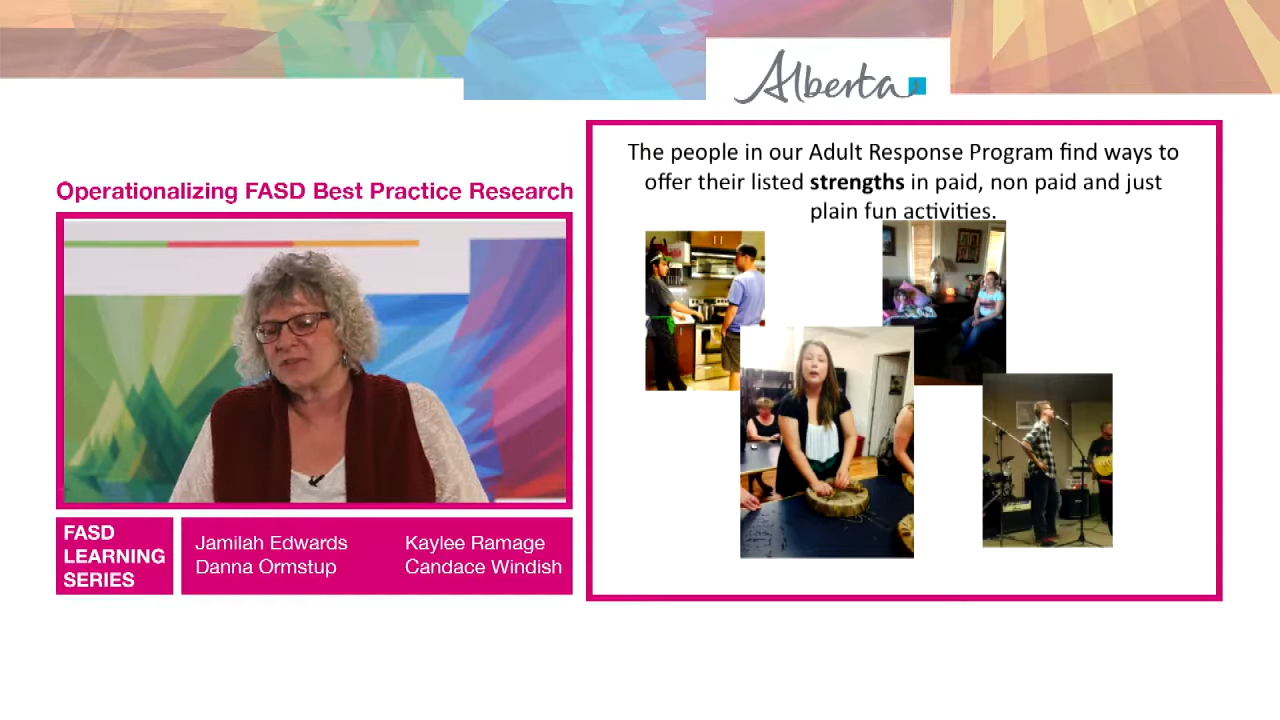 Alberta
Operationalizing FASD Best Practice Research
The people in our Adult Response Program find ways to
offer their listed strengths in paid, non paid and just
plain fun activities.
FASD
LEARNING
SERIES
Jamilah Edwards
Danna Ormstup
Kaylee Ramage
Candace Windish